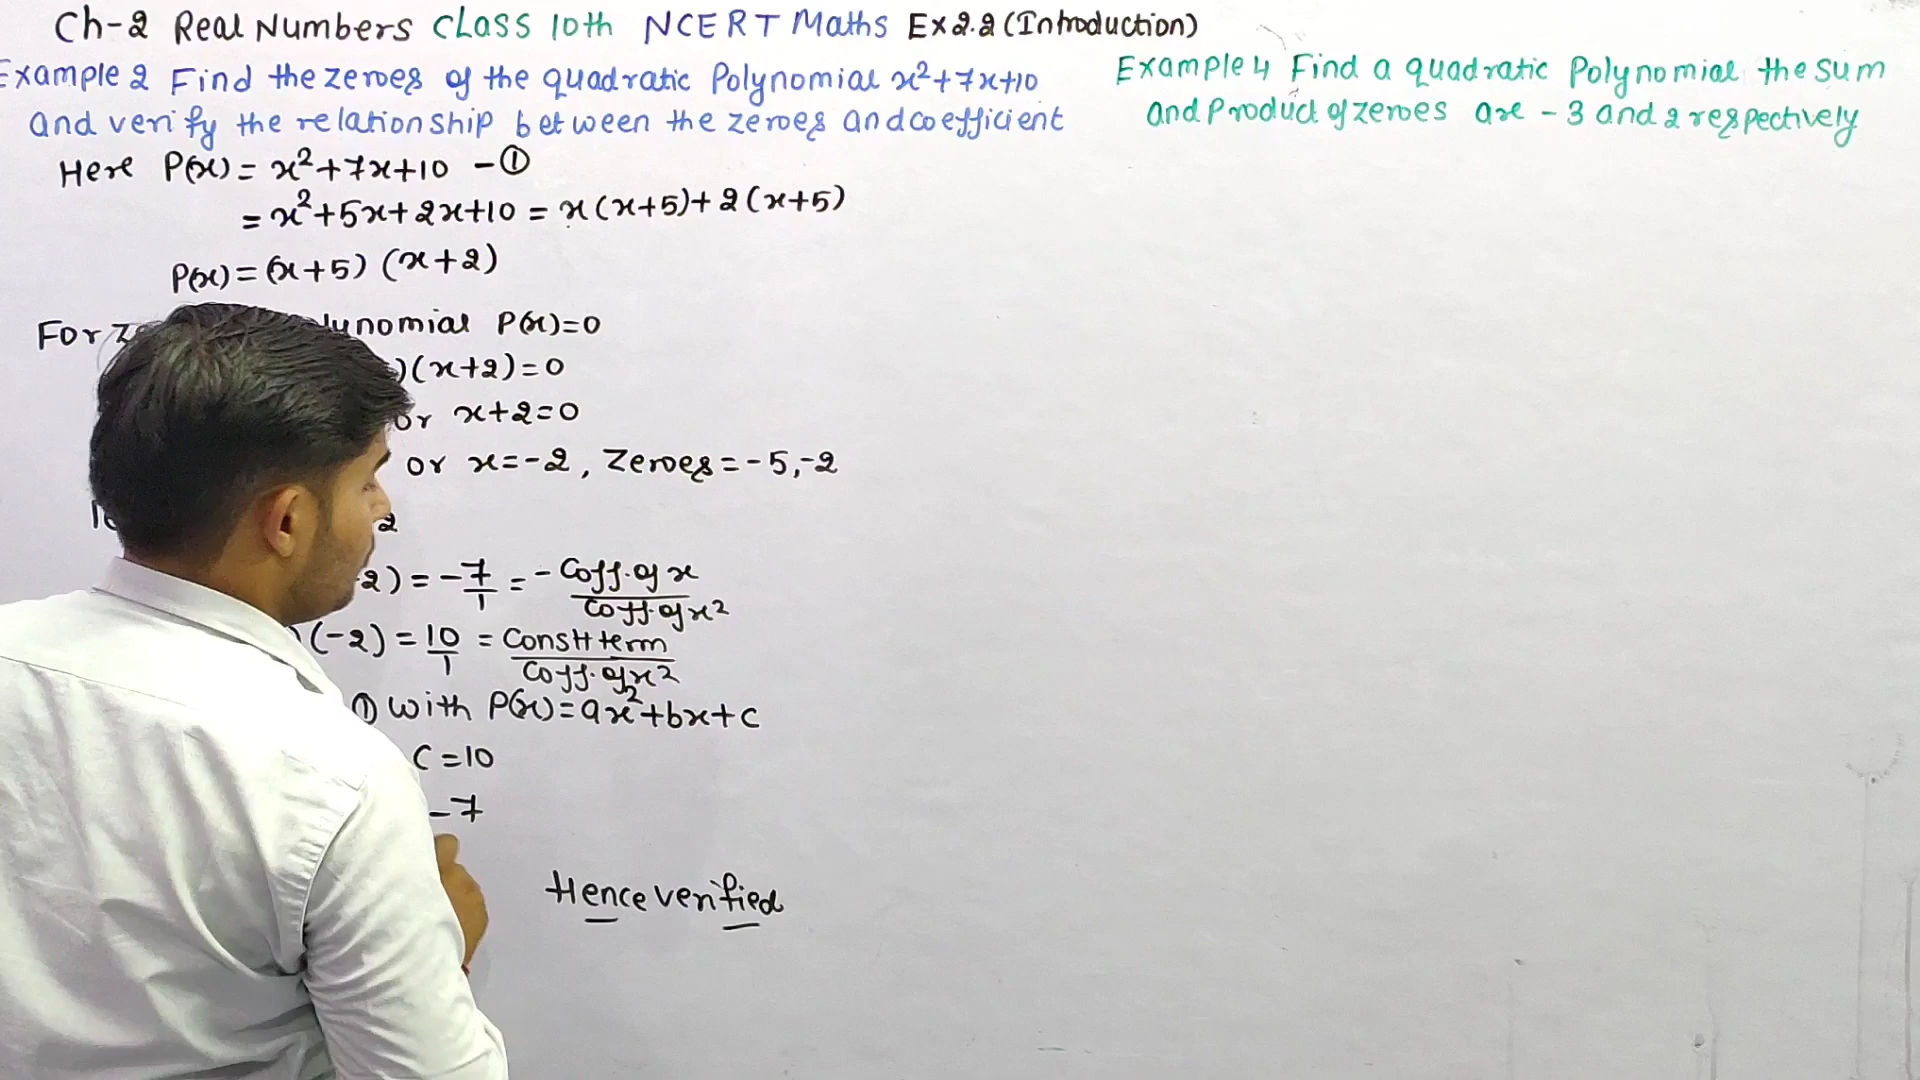 Ch-2 Real Numbers Class 10th NCERT Maths Ex 2.2 (Introduction)
Example 2 Find the zeroes of the quadratic Polynomial x²+7x+10
and verify the relationship between the zeroes and coefficient
Here P(x) = x²+7x+10 -①
= x²+5x+2x+10 = x(x+5)+2(x+5)
P(x) = (x+5) (x+2)
For P(x)=0
)(x+2)=0
or x+2=0
or x=-2, Zeroes = -5,-2
2
2) = -7/1 = -Coff. of x/Coff. of x²
(-2) = 10/1 = Constt term/Coff. of x²
① with P(x) = ax²+bx+c
C = 10
-7
Hence verified
Example 4 Find a quadratic Polynomial the sum
and Product of zeroes are -3 and 2 respectively